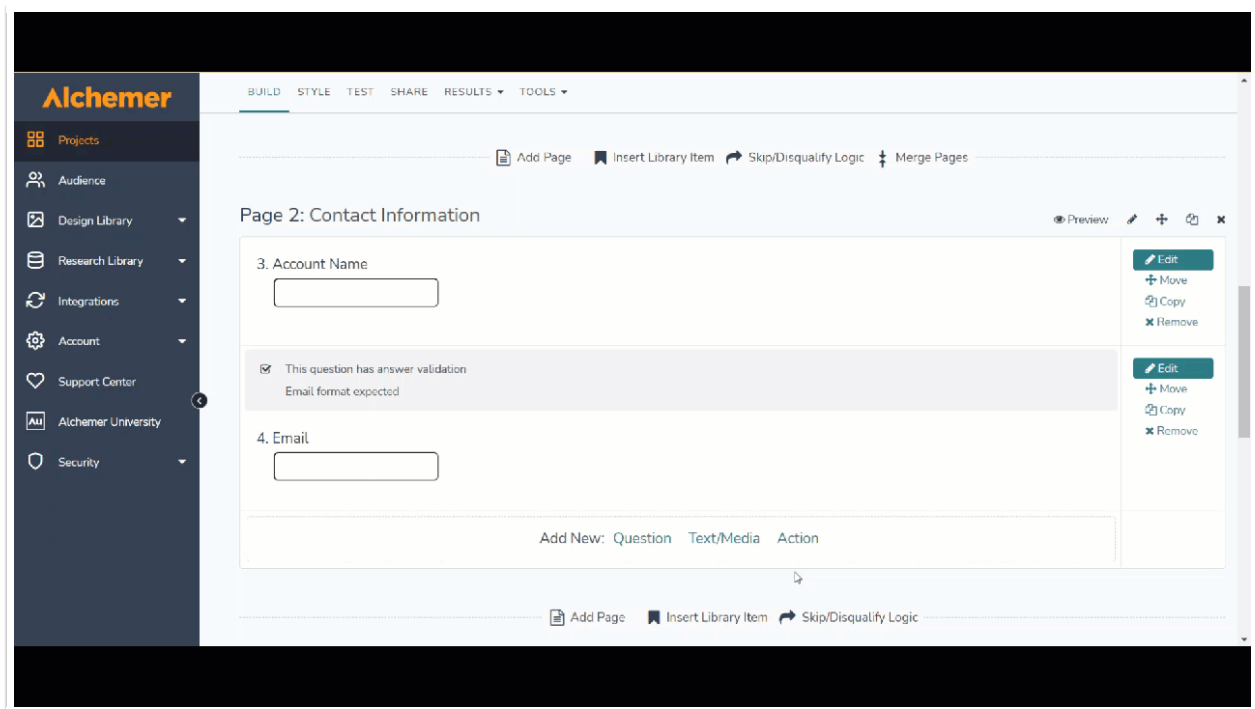 Alchemer
BUILD STYLE TEST SHARE RESULTS TOOLS
Projects
Audience
Design Library
Research Library
Integrations
Account
Support Center
Au Alchemer University
Security
Add Page Insert Library Item Skip/Disqualify Logic Merge Pages
Page 2: Contact Information
Preview
3. Account Name
Edit
Move
Copy
Remove
This question has answer validation
Email format expected
Edit
Move
Copy
Remove
4. Email
Add New: Question Text/Media Action
Add Page Insert Library Item Skip/Disqualify Logic